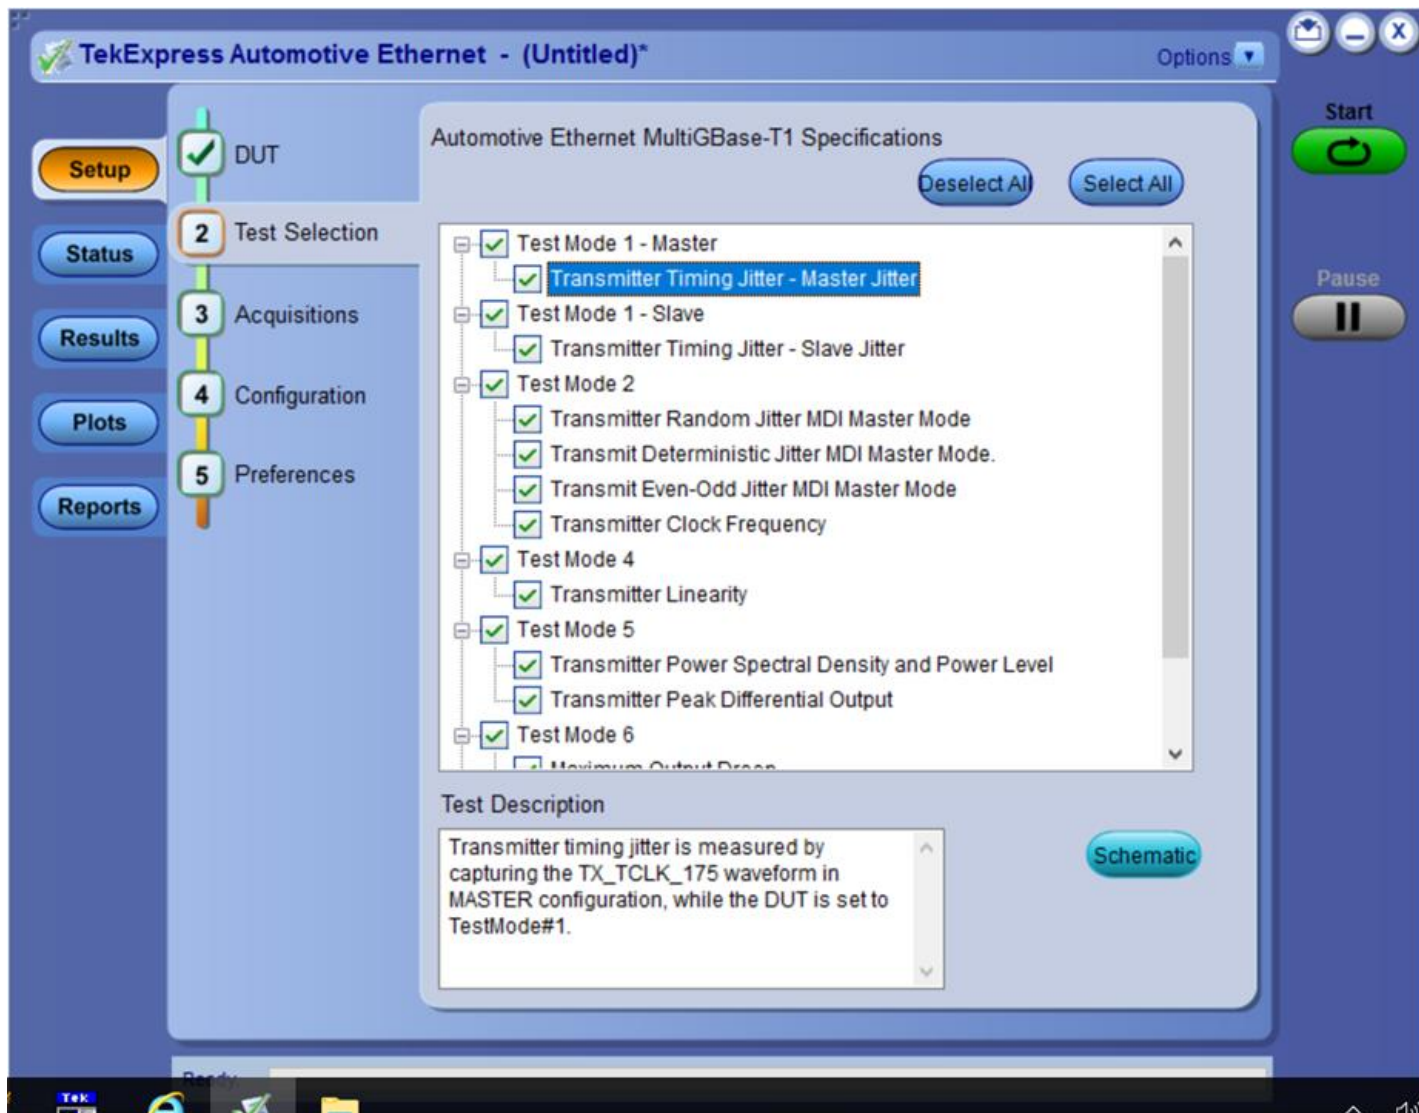 TekExpress Automotive Ethernet - (Untitled)*
Options
Start
Pause
Setup
Status
Results
Plots
Reports
DUT
2 Test Selection
3 Acquisitions
4 Configuration
5 Preferences
Automotive Ethernet MultiGBase-T1 Specifications
Deselect All
Select All
Test Mode 1 - Master
Transmitter Timing Jitter - Master Jitter
Test Mode 1 - Slave
Transmitter Timing Jitter - Slave Jitter
Test Mode 2
Transmitter Random Jitter MDI Master Mode
Transmit Deterministic Jitter MDI Master Mode.
Transmit Even-Odd Jitter MDI Master Mode
Transmitter Clock Frequency
Test Mode 4
Transmitter Linearity
Test Mode 5
Transmitter Power Spectral Density and Power Level
Transmitter Peak Differential Output
Test Mode 6
Maximum Output Droop
Test Description
Transmitter timing jitter is measured by
capturing the TX_TCLK_175 waveform in
MASTER configuration, while the DUT is set to
TestMode#1.
Schematic
Ready.
Tek